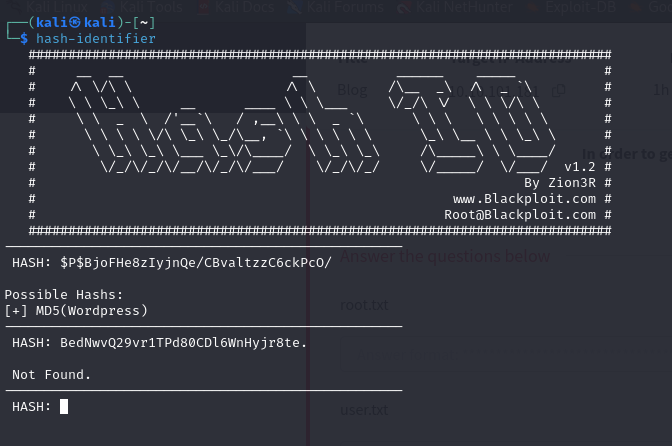 Kali Linux Kali Tools Kali Docs Kali Forums Kali NetHunter Exploit-DB
┌──(kali㉿kali)-[~]
└─$ hash-identifier
#########################################################################
v1.2 #
# By Zion3R #
# www.Blackploit.com #
# Root@Blackploit.com #
#########################################################################
--------------------------------------------------
HASH: $P$BjoFHe8zIyjnQe/CBvaltzzC6ckPcO/
Possible Hashs:
[+] MD5(Wordpress)
--------------------------------------------------
HASH: BedNwvQ29vr1TPd80CDl6WnHyjr8te.
Not Found.
--------------------------------------------------
HASH:
Blog
1h
In order to ge
Answer the questions below
root.txt
user.txt